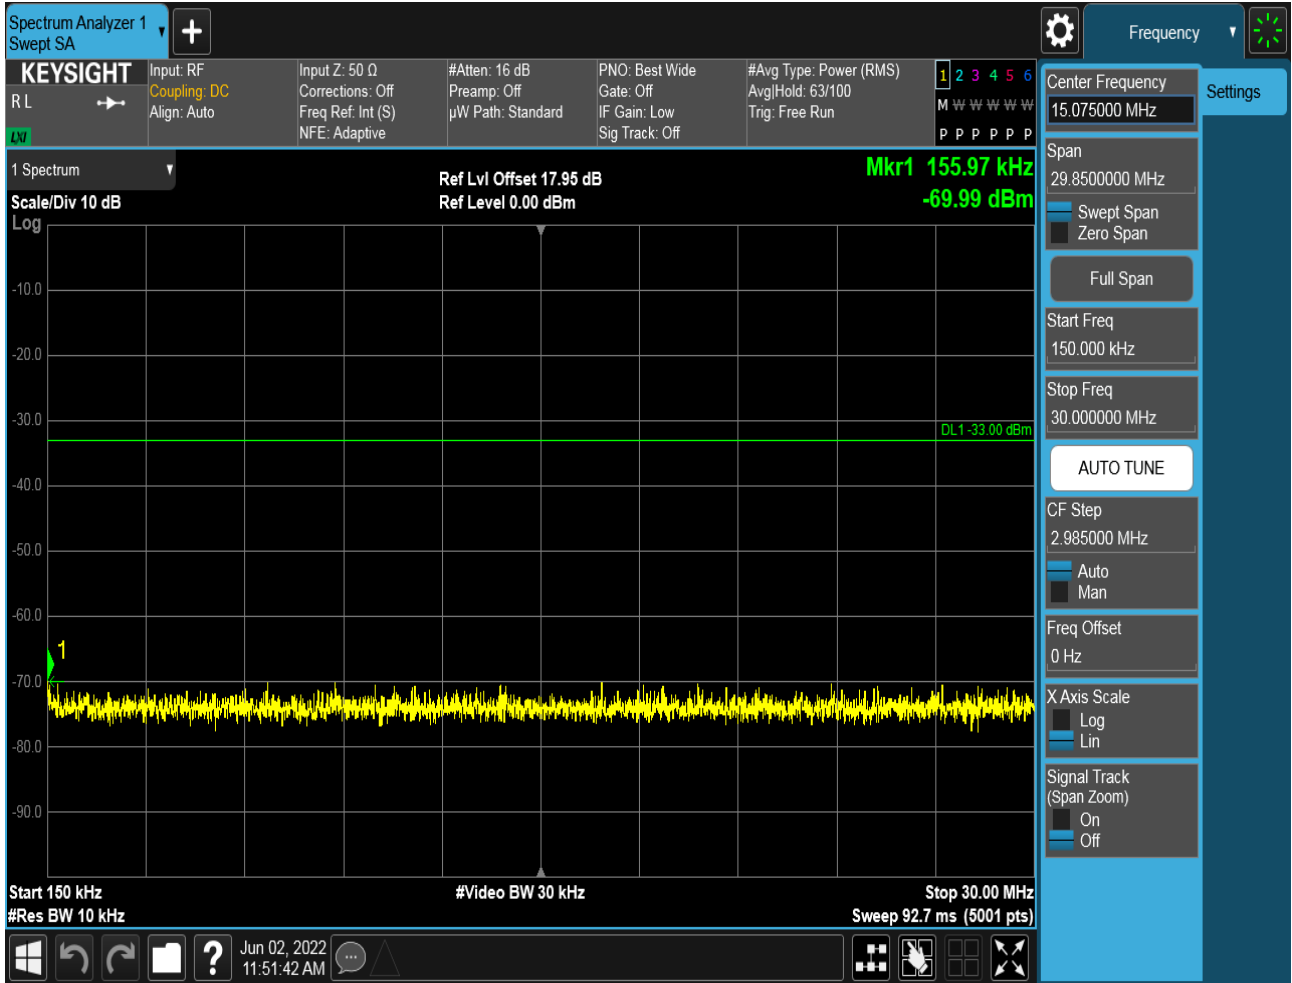 Spectrum Analyzer 1
Swept SA
Frequency
KEYSIGHT
R L
LXI
Input: RF
Coupling: DC
Align: Auto
Input Z: 50 Ω
Corrections: Off
Freq Ref: Int (S)
NFE: Adaptive
#Atten: 16 dB
Preamp: Off
µW Path: Standard
PNO: Best Wide
Gate: Off
IF Gain: Low
Sig Track: Off
#Avg Type: Power (RMS)
Avg|Hold: 63/100
Trig: Free Run
1 2 3 4 5 6
M W W W W W
P P P P P P
1 Spectrum
Scale/Div 10 dB
Log
Ref Lvl Offset 17.95 dB
Ref Level 0.00 dBm
Mkr1 155.97 kHz
-69.99 dBm
-10.0
-20.0
-30.0
DL1 -33.00 dBm
-40.0
-50.0
-60.0
1
-70.0
-80.0
-90.0
Start 150 kHz
#Video BW 30 kHz
Stop 30.00 MHz
#Res BW 10 kHz
Sweep 92.7 ms (5001 pts)
?
Jun 02, 2022
11:51:42 AM
Center Frequency
15.075000 MHz
Settings
Span
29.8500000 MHz
Swept Span
Zero Span
Full Span
Start Freq
150.000 kHz
Stop Freq
30.000000 MHz
AUTO TUNE
CF Step
2.985000 MHz
Auto
Man
Freq Offset
0 Hz
X Axis Scale
Log
Lin
Signal Track
(Span Zoom)
On
Off